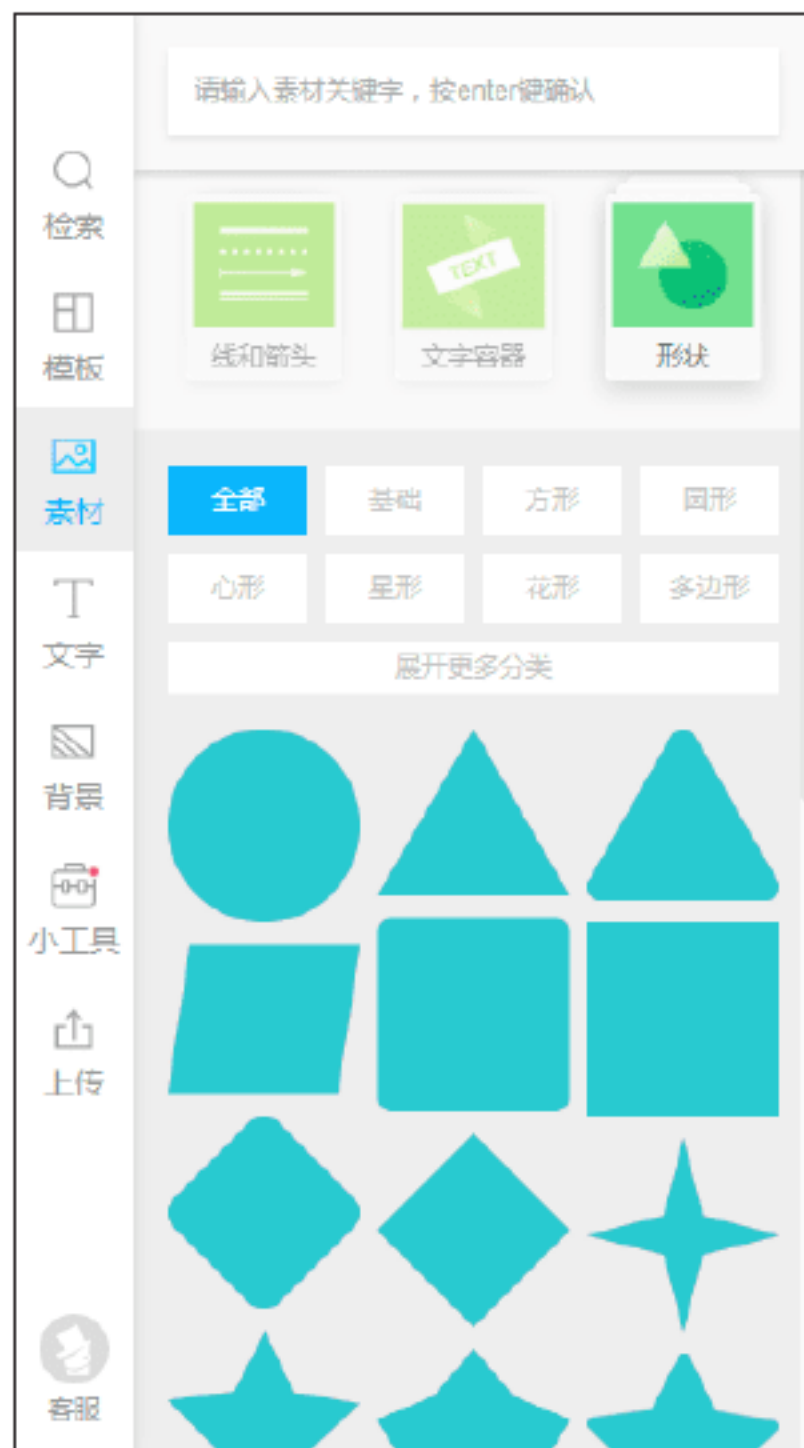 请输入素材关键字，按enter键确认
检索
模板
素材
文字
背景
小工具
上传
客服
TEXT
线和箭头 文字容器 形状
全部 基础 方形 圆形
心形 星形 花形 多边形
展开更多分类